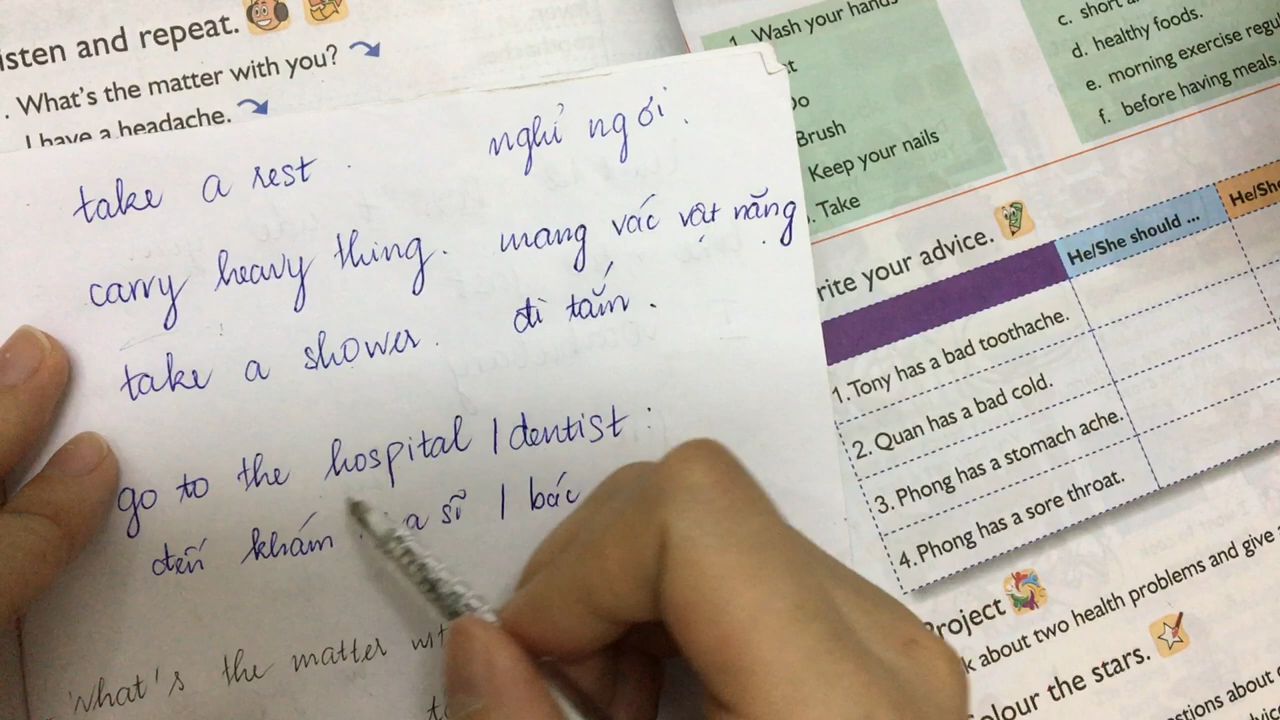 isten and repeat.
. What's the matter with you?
I have a headache.
take a rest . nghỉ ngơi .
carry heavy thing. mang vác vật nặng
take a shower. đi tắm .
go to the hospital / dentist :
đến khám a sĩ / bác
What's the matter wit
1. Wash your hands
Brush
Keep your nails
. Take
c. short a
d. healthy foods.
e. morning exercise regu
f. before having meals,
rite your advice.
He/She should ... He/She
1. Tony has a bad toothache.
2. Quan has a bad cold.
3. Phong has a stomach ache.
4. Phong has a sore throat.
Project
k about two health problems and give
olour the stars.
stions about